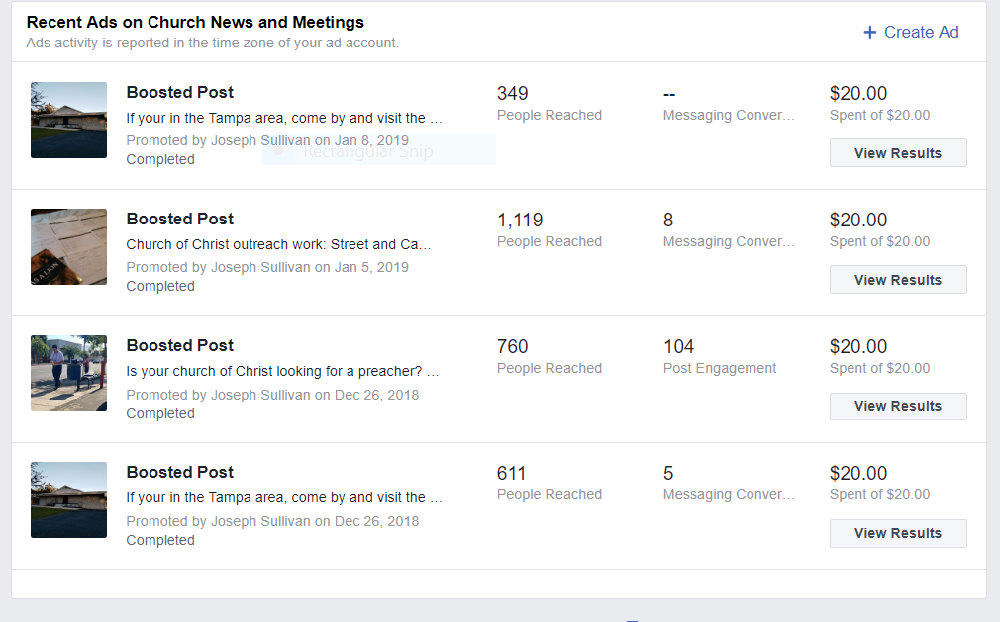 Recent Ads on Church News and Meetings
Ads activity is reported in the time zone of your ad account.
+ Create Ad
Boosted Post
If your in the Tampa area, come by and visit the ...
Promoted by Joseph Sullivan on Jan 8, 2019
Completed
Rectangular Snip
349
People Reached
--
Messaging Conver...
$20.00
Spent of $20.00
View Results
Boosted Post
Church of Christ outreach work: Street and Ca...
Promoted by Joseph Sullivan on Jan 5, 2019
Completed
AS A LION
1,119
People Reached
8
Messaging Conver...
$20.00
Spent of $20.00
View Results
Boosted Post
Is your church of Christ looking for a preacher? ...
Promoted by Joseph Sullivan on Dec 26, 2018
Completed
760
People Reached
104
Post Engagement
$20.00
Spent of $20.00
View Results
Boosted Post
If your in the Tampa area, come by and visit the ...
Promoted by Joseph Sullivan on Dec 26, 2018
Completed
611
People Reached
5
Messaging Conver...
$20.00
Spent of $20.00
View Results